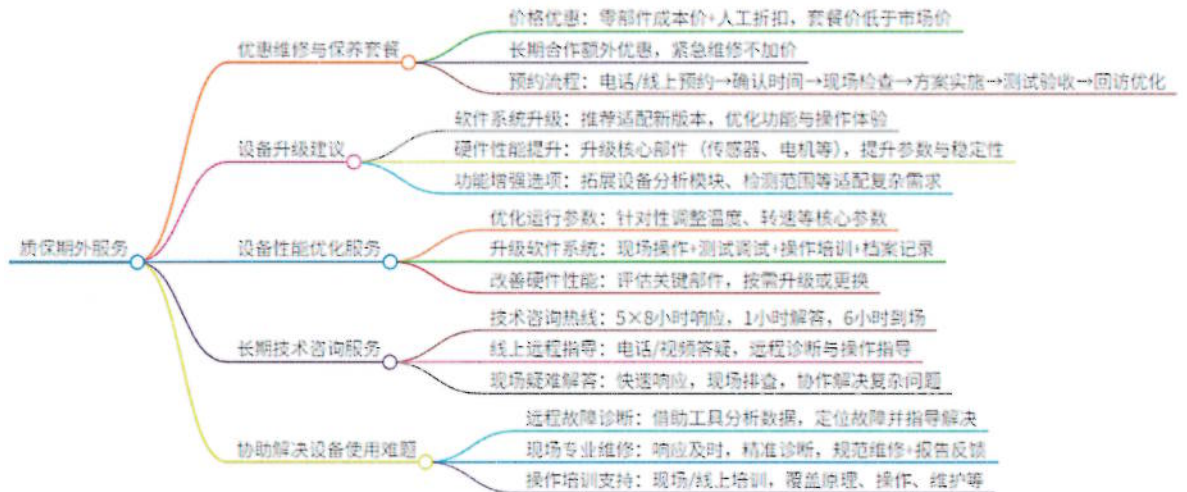 质保期外服务
优惠维修与保养套餐
价格优惠：零部件成本价+人工折扣，套餐价低于市场价
长期合作额外优惠，紧急维修不加价
预约流程：电话/线上预约→确认时间→现场检查→方案实施→测试验收→回访优化
设备升级建议
软件系统升级：推荐适配新版本，优化功能与操作体验
硬件性能提升：升级核心部件（传感器、电机等），提升参数与稳定性
功能增强选项：拓展设备分析模块、检测范围等适配复杂需求
设备性能优化服务
优化运行参数：针对性调整温度、转速等核心参数
升级软件系统：现场操作+测试调试+操作培训+档案记录
改善硬件性能：评估关键部件，按需升级或更换
长期技术咨询服务
技术咨询热线：5×8小时响应，1小时解答，6小时到场
线上远程指导：电话/视频答疑，远程诊断与操作指导
现场疑难解答：快速响应，现场排查，协作解决复杂问题
协助解决设备使用难题
远程故障诊断：借助工具分析数据，定位故障并指导解决
现场专业维修：响应及时，精准诊断，规范维修+报告反馈
操作培训支持：现场/线上培训，覆盖原理、操作、维护等